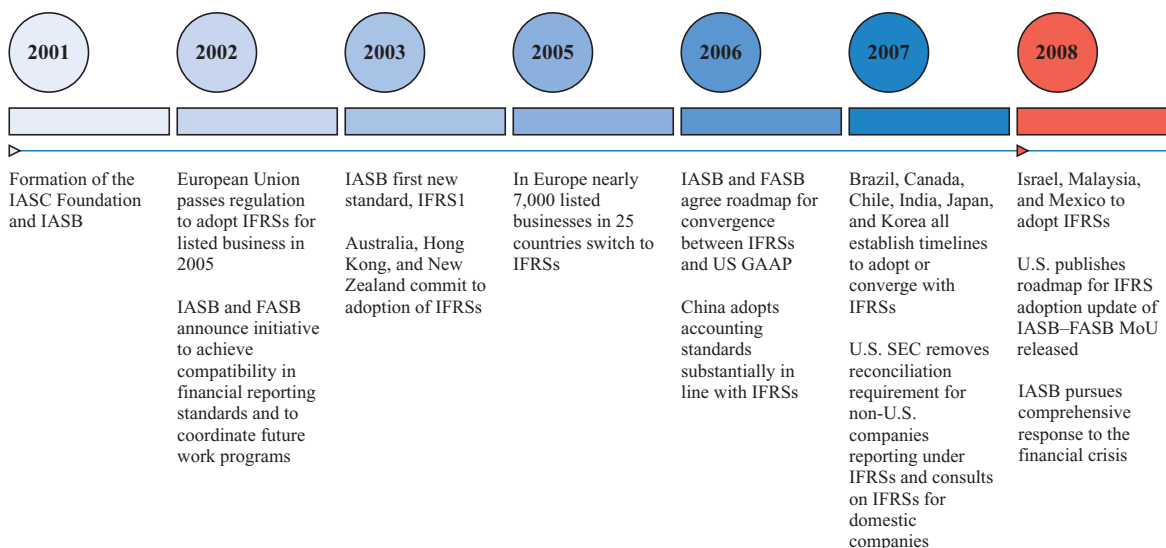 2001
2002
2003
2005
2006
2007
2008
Formation of the
IASC Foundation
and IASB
European Union
passes regulation
to adopt IFRSs for
listed business in
2005
IASB and FASB
announce initiative
to achieve
compatibility in
financial reporting
standards and to
coordinate future
work programs
IASB first new
standard, IFRS1
Australia, Hong
Kong, and New
Zealand commit to
adoption of IFRSs
In Europe nearly
7,000 listed
businesses in 25
countries switch to
IFRSs
IASB and FASB
agree roadmap for
convergence
between IFRSs
and US GAAP
China adopts
accounting
standards
substantially in
line with IFRSs
Brazil, Canada,
Chile, India, Japan,
and Korea all
establish timelines
to adopt or
converge with
IFRSs
U.S. SEC removes
reconciliation
requirement for
non-U.S.
companies
reporting under
IFRSs and consults
on IFRSs for
domestic
companies
Israel, Malaysia,
and Mexico to
adopt IFRSs
U.S. publishes
roadmap for IFRS
adoption update of
IASB–FASB MoU
released
IASB pursues
comprehensive
response to the
financial crisis